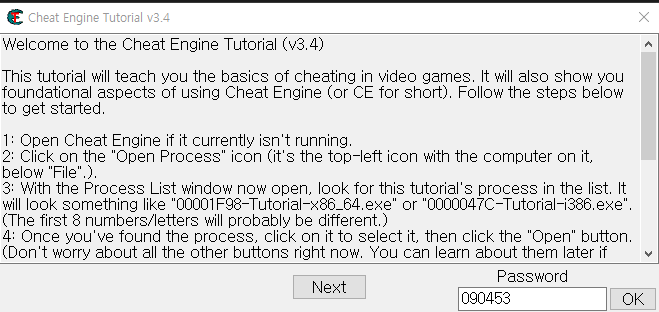 Cheat Engine Tutorial v3.4
Welcome to the Cheat Engine Tutorial (v3.4)
This tutorial will teach you the basics of cheating in video games. It will also show you
foundational aspects of using Cheat Engine (or CE for short). Follow the steps below
to get started.
1: Open Cheat Engine if it currently isn't running.
2: Click on the "Open Process" icon (it's the top-left icon with the computer on it,
below "File".).
3: With the Process List window now open, look for this tutorial's process in the list. It
will look something like "00001F98-Tutorial-x86_64.exe" or "0000047C-Tutorial-i386.exe".
(The first 8 numbers/letters will probably be different.)
4: Once you've found the process, click on it to select it, then click the "Open" button.
(Don't worry about all the other buttons right now. You can learn about them later if
Next
Password
090453
OK